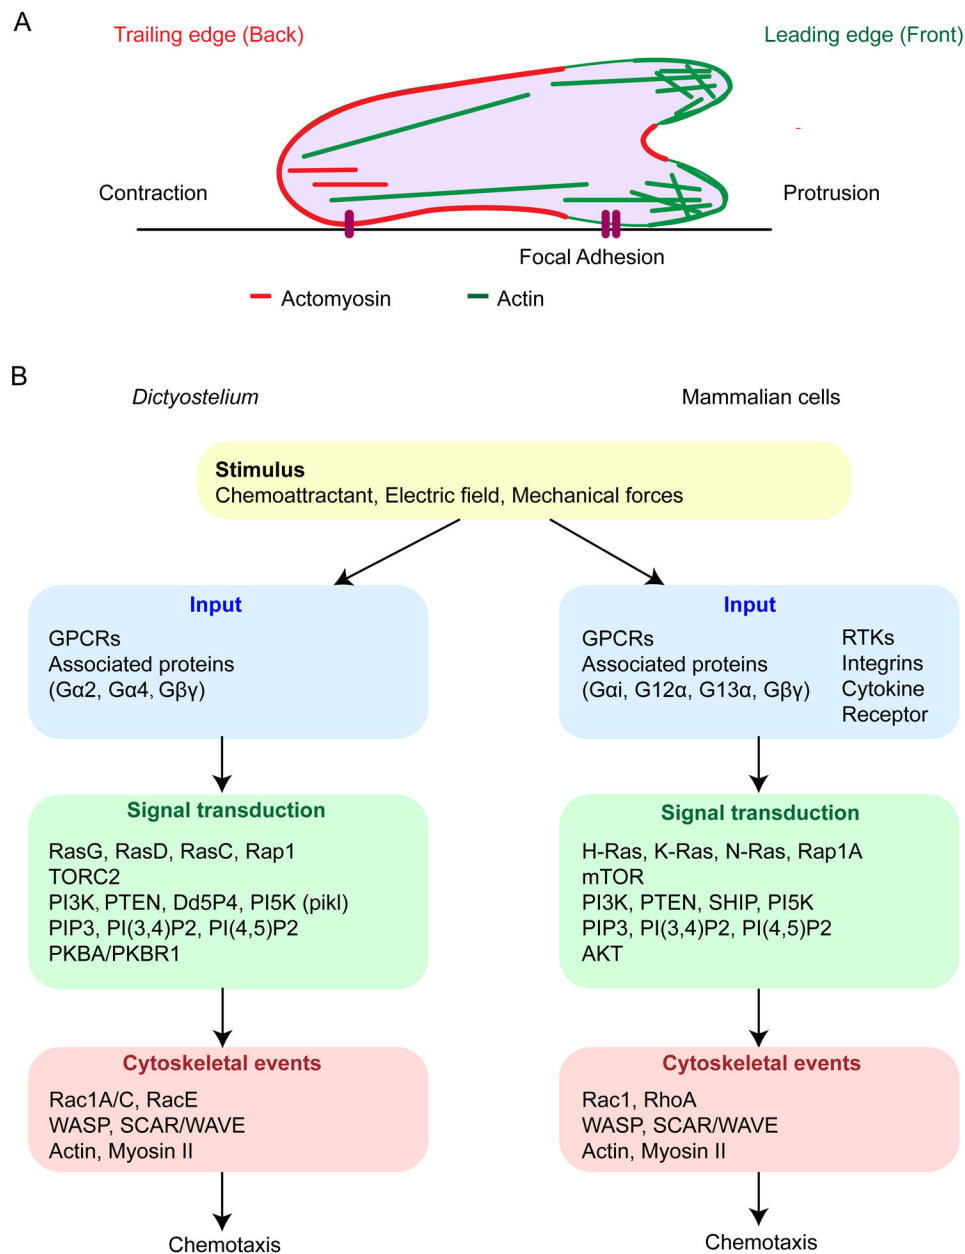 A
Trailing edge (Back)
Leading edge (Front)
Contraction
Protrusion
Focal Adhesion
Actomyosin
Actin
B
Dictyostelium
Mammalian cells
Stimulus
Chemoattractant, Electric field, Mechanical forces
Input
GPCRs
Associated proteins
(Gα2, Gα4, Gβγ)
Input
GPCRs
Associated proteins
(Gαi, G12α, G13α, Gβγ)
RTKs
Integrins
Cytokine
Receptor
Signal transduction
RasG, RasD, RasC, Rap1
TORC2
PI3K, PTEN, Dd5P4, PI5K (pikI)
PIP3, PI(3,4)P2, PI(4,5)P2
PKBA/PKBR1
Signal transduction
H-Ras, K-Ras, N-Ras, Rap1A
mTOR
PI3K, PTEN, SHIP, PI5K
PIP3, PI(3,4)P2, PI(4,5)P2
AKT
Cytoskeletal events
Rac1A/C, RacE
WASP, SCAR/WAVE
Actin, Myosin II
Cytoskeletal events
Rac1, RhoA
WASP, SCAR/WAVE
Actin, Myosin II
Chemotaxis
Chemotaxis